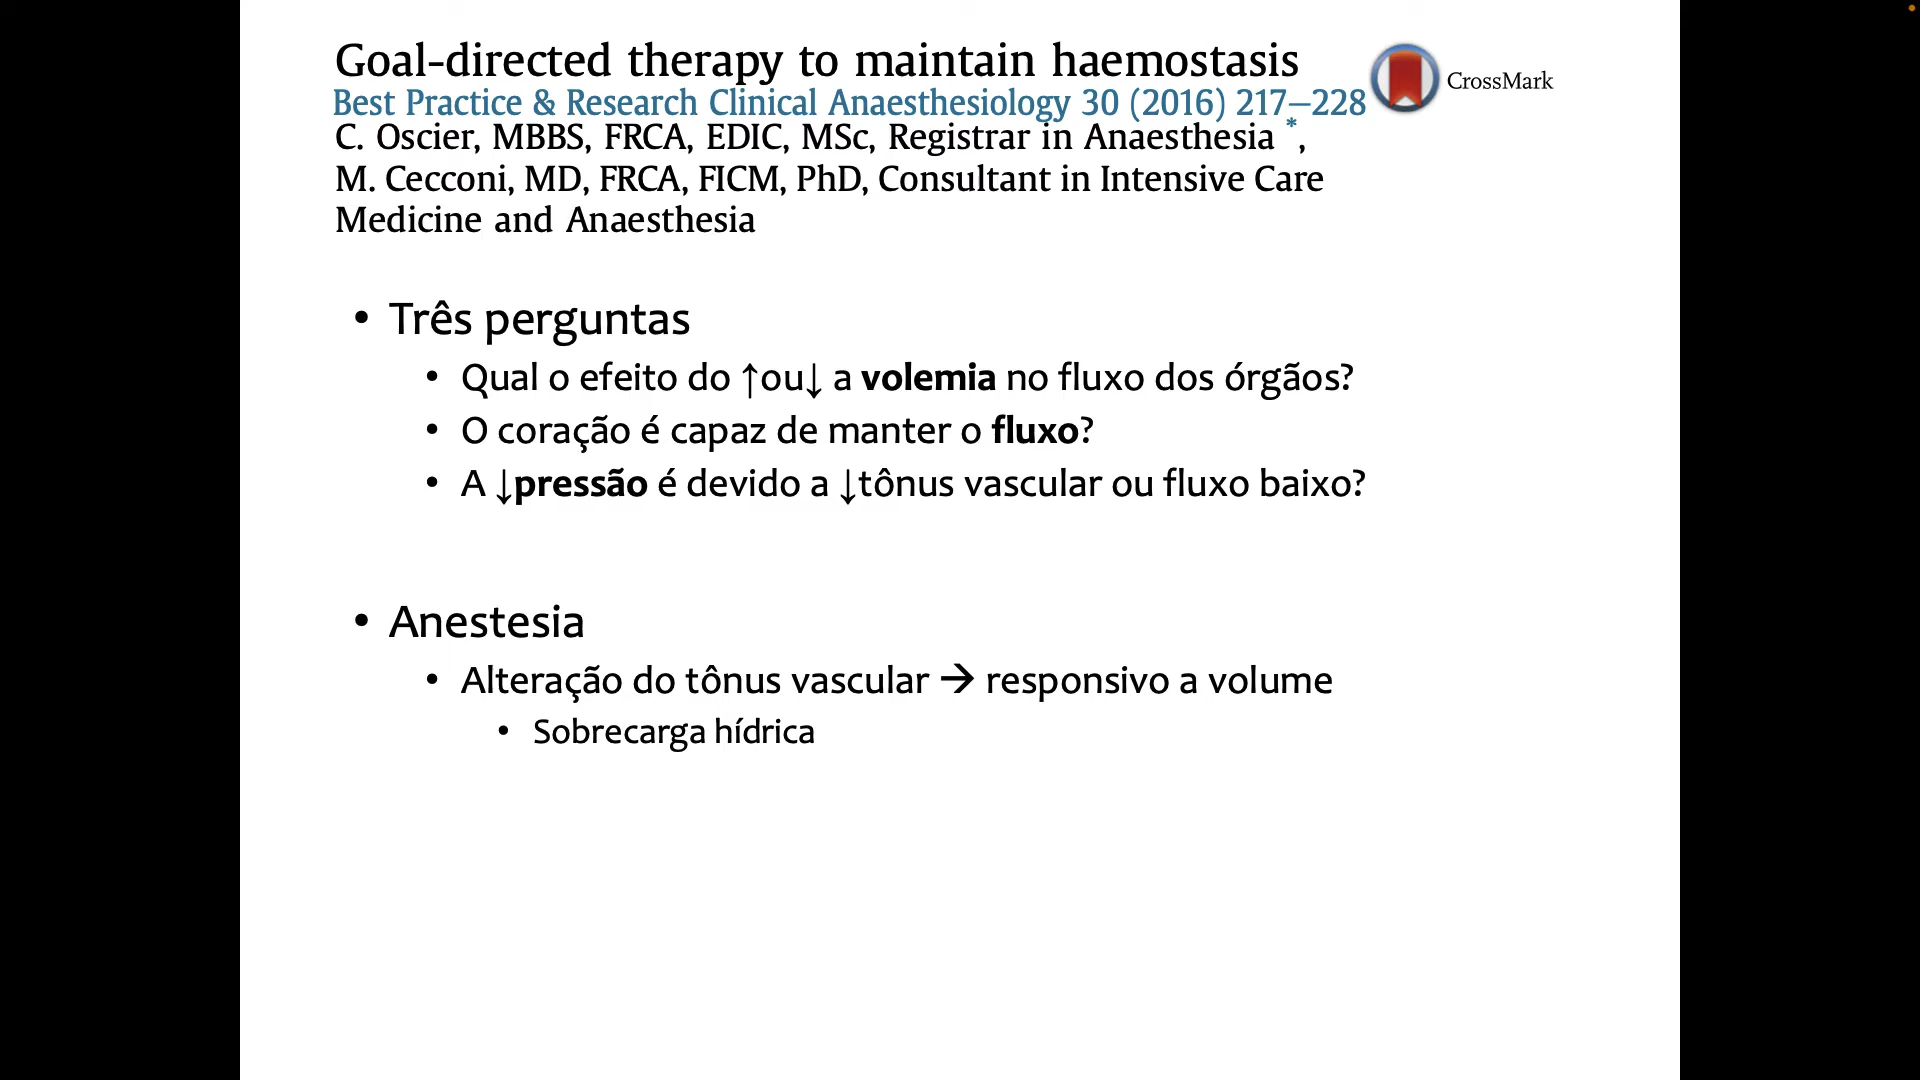 Goal-directed therapy to maintain haemostasis
CrossMark
Best Practice & Research Clinical Anaesthesiology 30 (2016) 217–228
C. Oscier, MBBS, FRCA, EDIC, MSc, Registrar in Anaesthesia *,
M. Cecconi, MD, FRCA, FICM, PhD, Consultant in Intensive Care
Medicine and Anaesthesia
• Três perguntas
• Qual o efeito do ↑ou↓ a volemia no fluxo dos órgãos?
• O coração é capaz de manter o fluxo?
• A ↓pressão é devido a ↓tônus vascular ou fluxo baixo?
• Anestesia
• Alteração do tônus vascular → responsivo a volume
• Sobrecarga hídrica